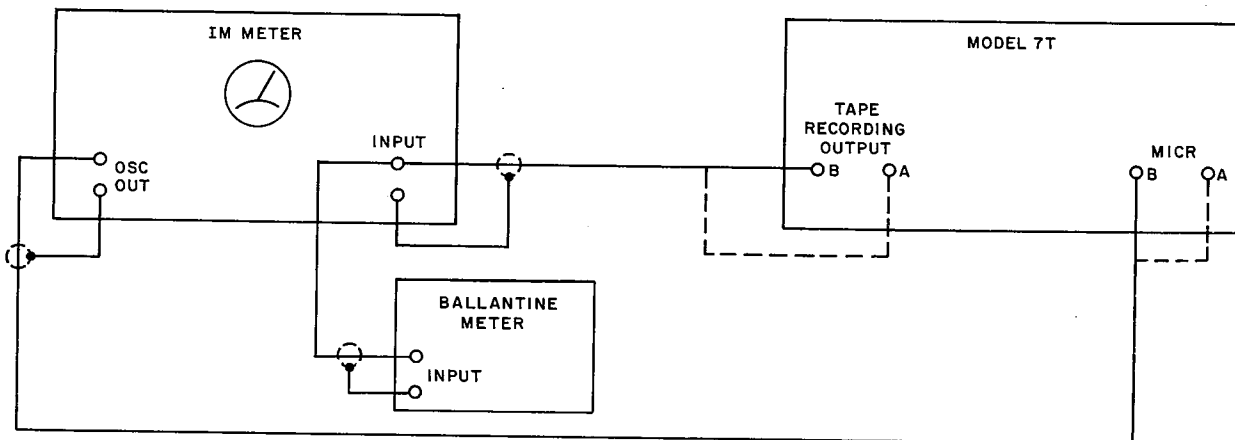 IM METER
OSC
OUT
INPUT
BALLANTINE
METER
INPUT
MODEL 7T
TAPE
RECORDING
OUTPUT
B
A
MICR
B
A